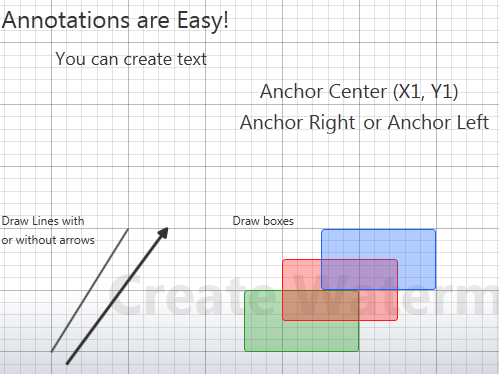 Annotations are Easy!
You can create text
Anchor Center (X1, Y1)
Anchor Right or Anchor Left
Draw Lines with
or without arrows
Draw boxes
Create Waterm